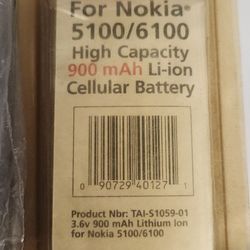 For Nokia®
5100/6100
High Capacity
900 mAh Li-ion
Cellular Battery
0 90729 40127 1
Product Nbr: TAI-S1059-01
3.6v 900 mAh Lithium Ion
for Nokia 5100/6100